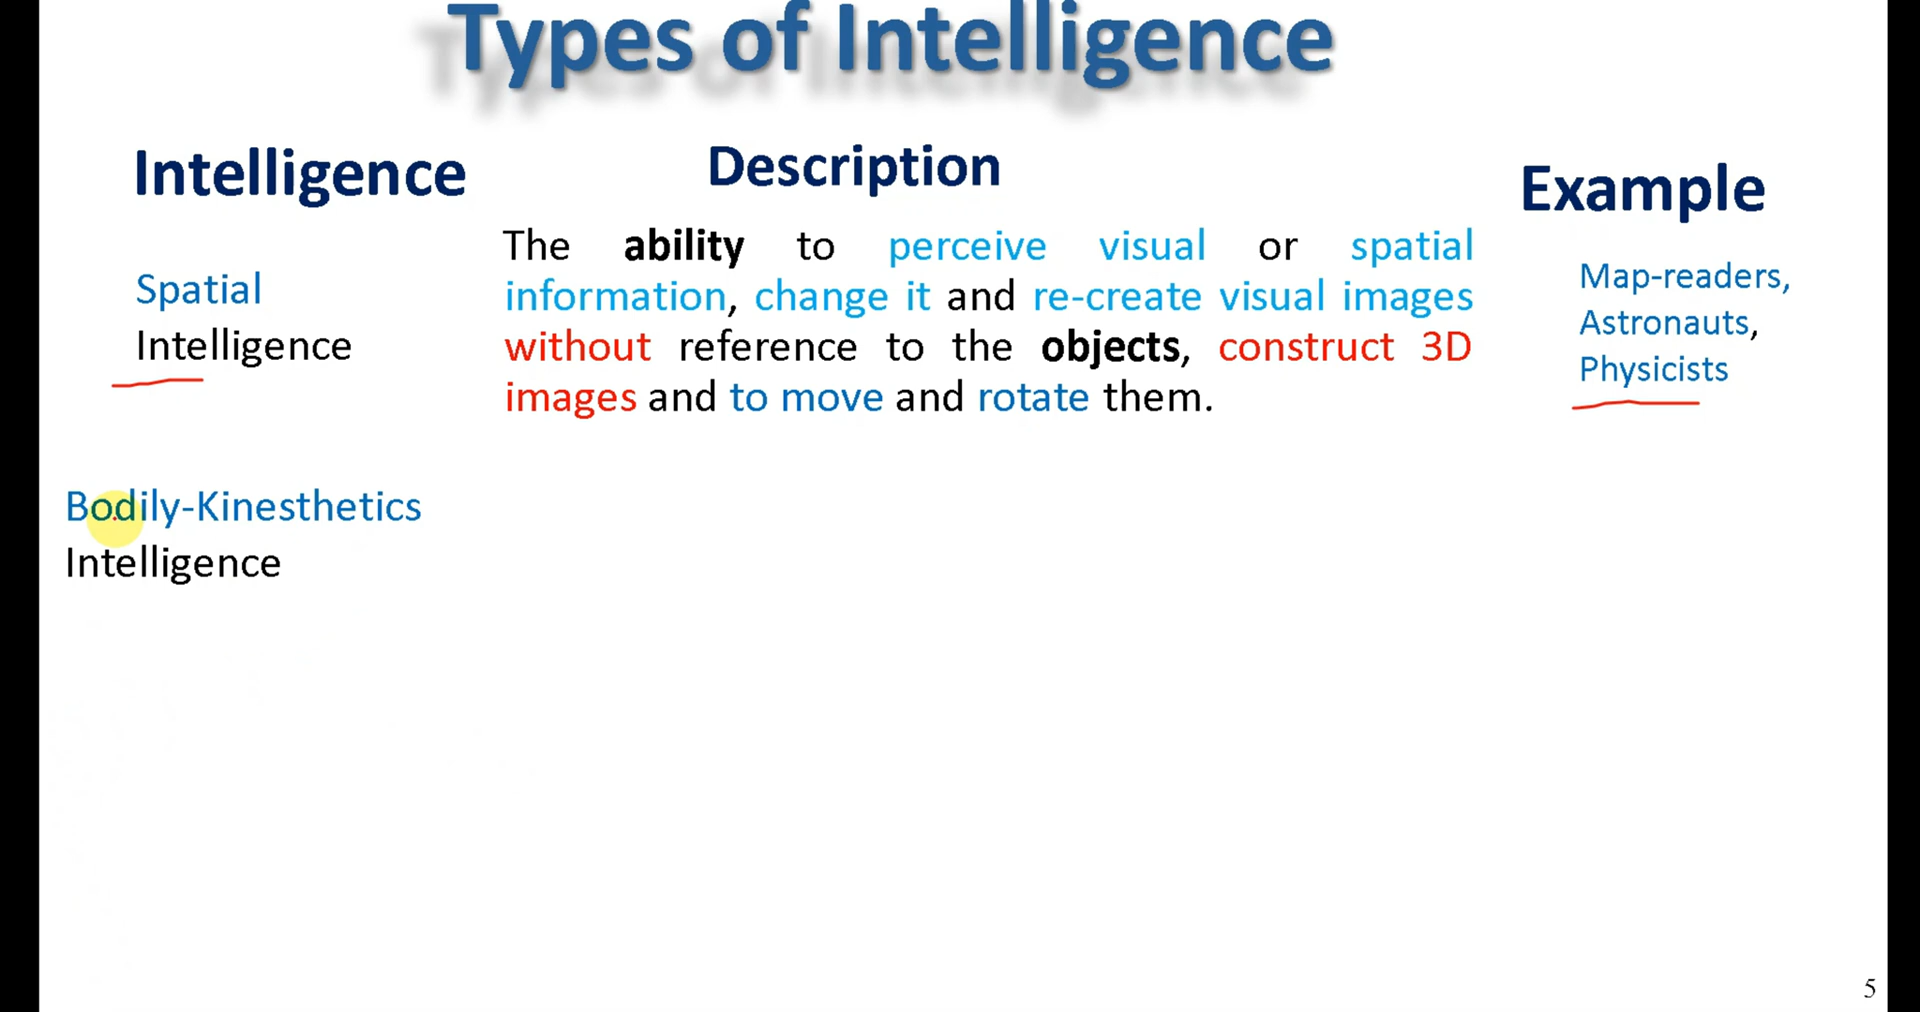 Types of Intelligence
Intelligence
Description
Example
Spatial
Intelligence
The ability to perceive visual or spatial
information, change it and re-create visual images
without reference to the objects, construct 3D
images and to move and rotate them.
Map-readers,
Astronauts,
Physicists
Bodily-Kinesthetics
Intelligence
5